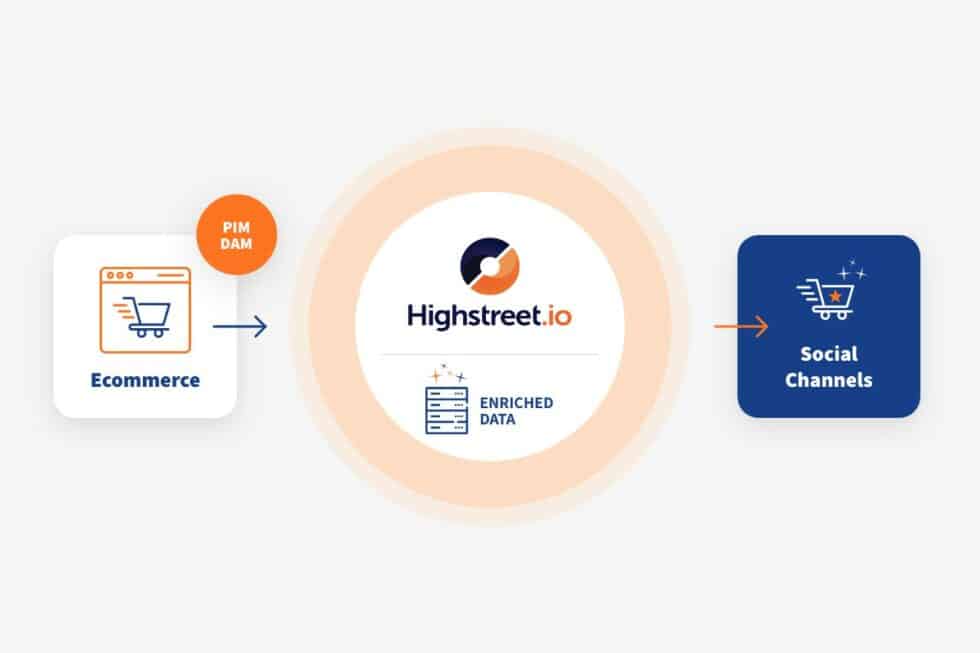 PIM
DAM
Ecommerce
Highstreet.io
ENRICHED
DATA
Social
Channels